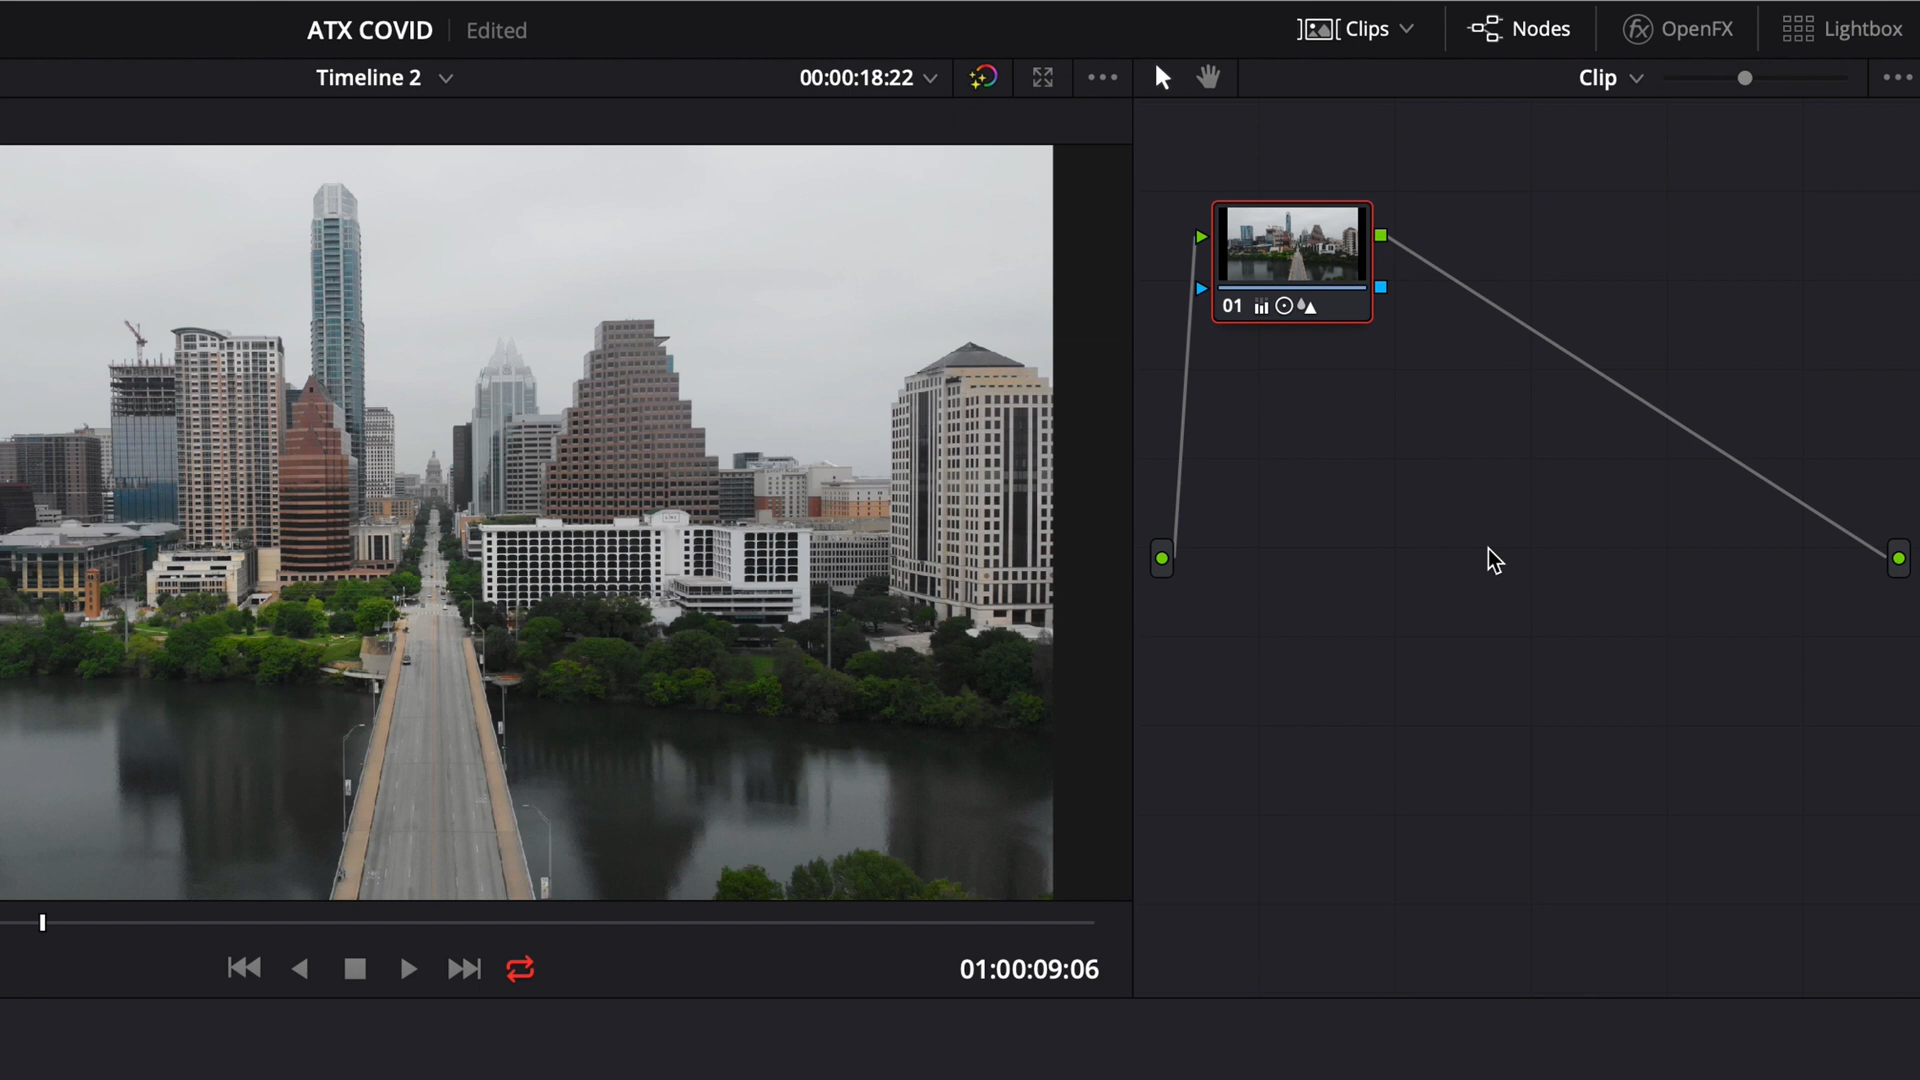 ATX COVID Edited Clips Nodes fx OpenFX Lightbox
Timeline 2 00:00:18:22 Clip
01
01:00:09:06